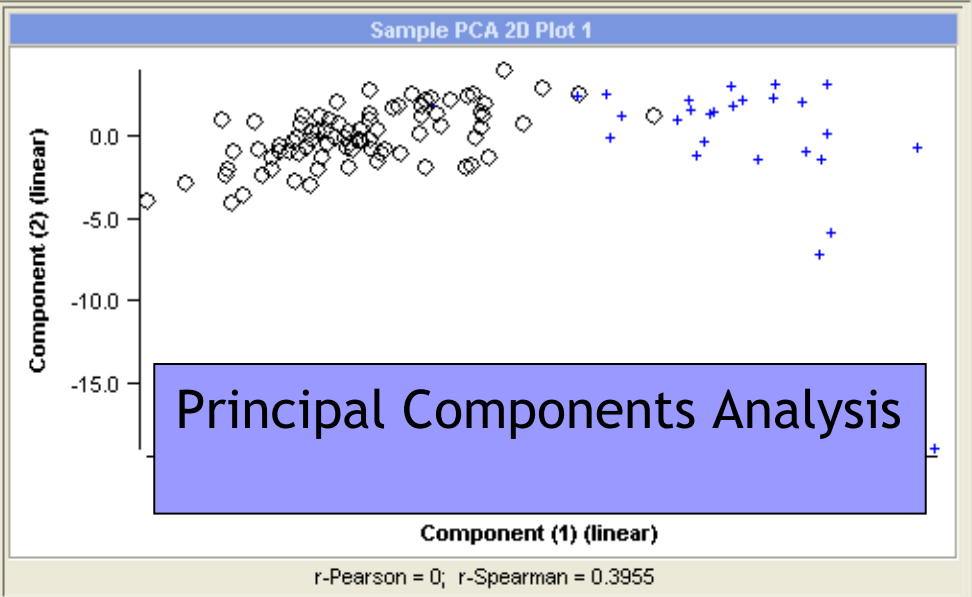 Sample PCA 2D Plot 1
Component (2) (linear)
0.0
-5.0
-10.0
-15.0
Principal Components Analysis
Component (1) (linear)
r-Pearson = 0; r-Spearman = 0.3955